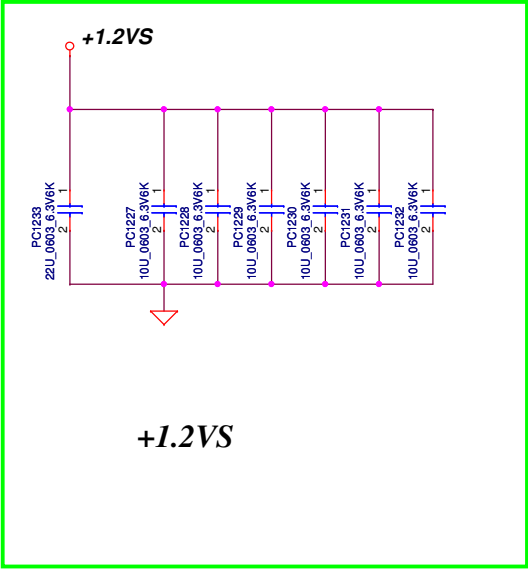 +1.2VS
1
2
PC1233
22U_0603_6.3V6K
1
2
PC1227
10U_0603_6.3V6K
1
2
PC1228
10U_0603_6.3V6K
1
2
PC1229
10U_0603_6.3V6K
1
2
PC1230
10U_0603_6.3V6K
1
2
PC1231
10U_0603_6.3V6K
1
2
PC1232
10U_0603_6.3V6K
+1.2VS